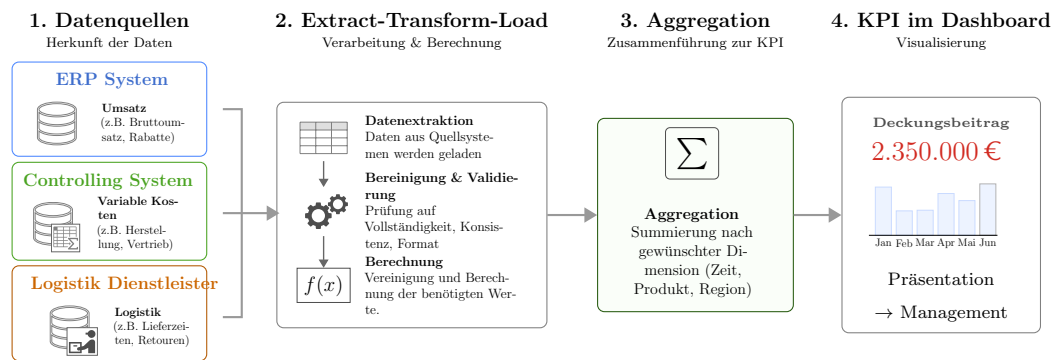 1. Datenquellen
Herkunft der Daten
ERP System
Umsatz
(z.B. Bruttoum-
satz, Rabatte)
Controlling System
Variable Kos-
ten
(z.B. Herstel-
lung, Vertrieb)
Logistik Dienstleister
Logistik
(z.B. Lieferzei-
ten, Retouren)
2. Extract-Transform-Load
Verarbeitung & Berechnung
Datenextraktion
Daten aus Quellsyste-
men werden geladen
Bereinigung & Validie-
rung
Prüfung auf
Vollständigkeit, Konsis-
tenz, Format
f(x)
Berechnung
Vereinigung und Berech-
nung der benötigten Wer-
te.
3. Aggregation
Zusammenführung zur KPI
∑
Aggregation
Summierung nach
gewünschter Di-
mension (Zeit,
Produkt, Region)
4. KPI im Dashboard
Visualisierung
Deckungsbeitrag
2.350.000 €
Jan Feb Mar Apr Mai Jun
Präsentation
→ Management